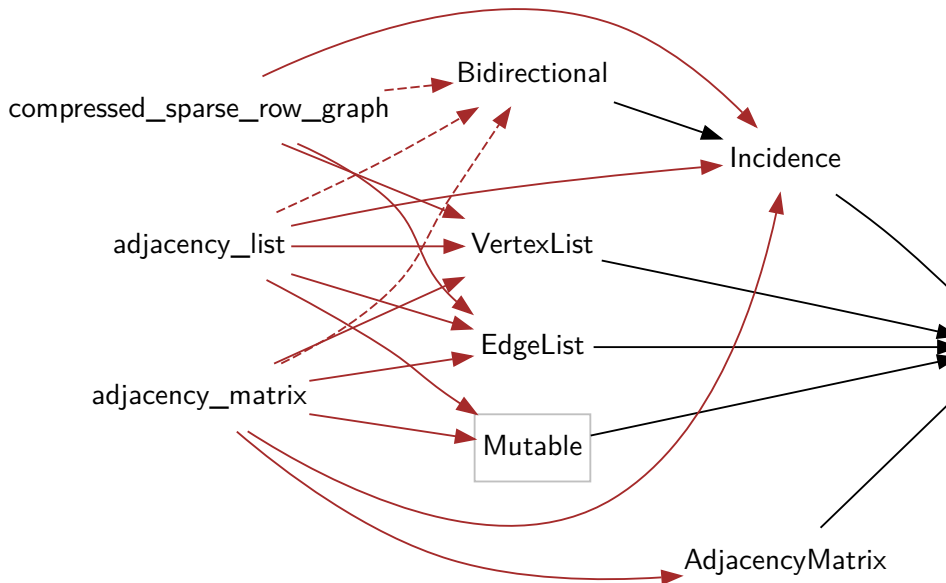 Bidirectional
compressed_sparse_row_graph
Incidence
adjacency_list
VertexList
EdgeList
adjacency_matrix
Mutable
AdjacencyMatrix